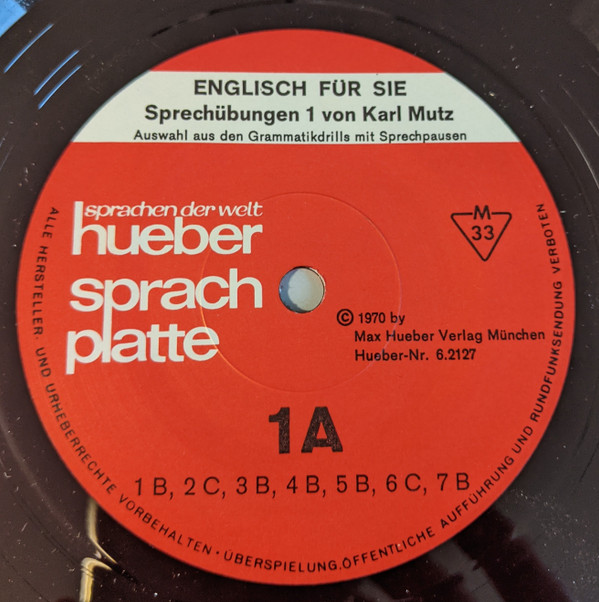 ENGLISCH FÜR SIE
Sprechübungen 1 von Karl Mutz
Auswahl aus den Grammatikdrills mit Sprechpausen
sprachen der welt
hueber
sprach
platte
M
33
© 1970 by
Max Hueber Verlag München
Hueber-Nr. 6.2127
1A
1 B, 2 C, 3 B, 4 B, 5 B, 6 C, 7 B
ALLE HERSTELLER- UND URHEBERRECHTE VORBEHALTEN · ÜBERSPIELUNG, ÖFFENTLICHE AUFFÜHRUNG UND RUNDFUNKSENDUNG VERBOTEN